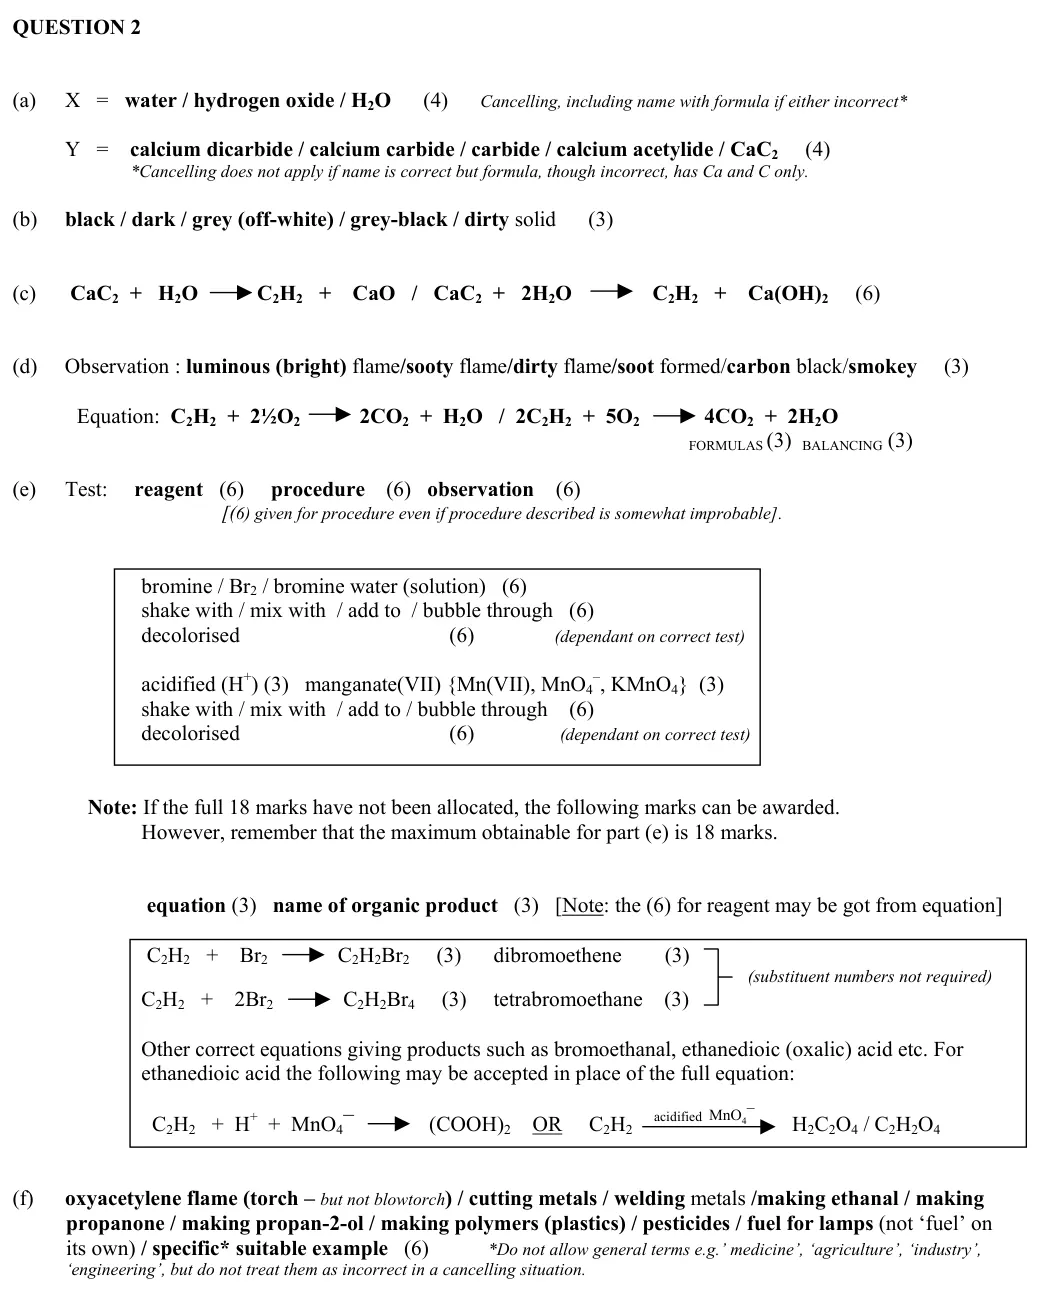 QUESTION 2
(a) X = water / hydrogen oxide / H₂O (4) Cancelling, including name with formula if either incorrect*
Y = calcium dicarbide / calcium carbide / carbide / calcium acetylide / CaC₂ (4)
*Cancelling does not apply if name is correct but formula, though incorrect, has Ca and C only.
(b) black / dark / grey (off-white) / grey-black / dirty solid (3)
(c) CaC₂ + H₂O → C₂H₂ + CaO / CaC₂ + 2H₂O → C₂H₂ + Ca(OH)₂ (6)
(d) Observation : luminous (bright) flame/sooty flame/dirty flame/soot formed/carbon black/smokey (3)
Equation: C₂H₂ + 2½O₂ → 2CO₂ + H₂O / 2C₂H₂ + 5O₂ → 4CO₂ + 2H₂O
FORMULAS (3) BALANCING (3)
(e) Test: reagent (6) procedure (6) observation (6)
[(6) given for procedure even if procedure described is somewhat improbable].
bromine / Br₂ / bromine water (solution) (6)
shake with / mix with / add to / bubble through (6)
decolorised (6) (dependant on correct test)
acidified (H⁺) (3) manganate(VII) {Mn(VII), MnO₄⁻, KMnO₄} (3)
shake with / mix with / add to / bubble through (6)
decolorised (6) (dependant on correct test)
Note: If the full 18 marks have not been allocated, the following marks can be awarded.
However, remember that the maximum obtainable for part (e) is 18 marks.
equation (3) name of organic product (3) [Note: the (6) for reagent may be got from equation]
C₂H₂ + Br₂ → C₂H₂Br₂ (3) dibromoethene (3)
(substituent numbers not required)
C₂H₂ + 2Br₂ → C₂H₂Br₄ (3) tetrabromoethane (3)
Other correct equations giving products such as bromoethanal, ethanedioic (oxalic) acid etc. For
ethanedioic acid the following may be accepted in place of the full equation:
C₂H₂ + H⁺ + MnO₄⁻ → (COOH)₂ OR C₂H₂ acidified MnO₄⁻ → H₂C₂O₄ / C₂H₂O₄
(f) oxyacetylene flame (torch – but not blowtorch) / cutting metals / welding metals /making ethanal / making
propanone / making propan-2-ol / making polymers (plastics) / pesticides / fuel for lamps (not ‘fuel’ on
its own) / specific* suitable example (6) *Do not allow general terms e.g.’ medicine’, ‘agriculture’, ‘industry’,
‘engineering’, but do not treat them as incorrect in a cancelling situation.